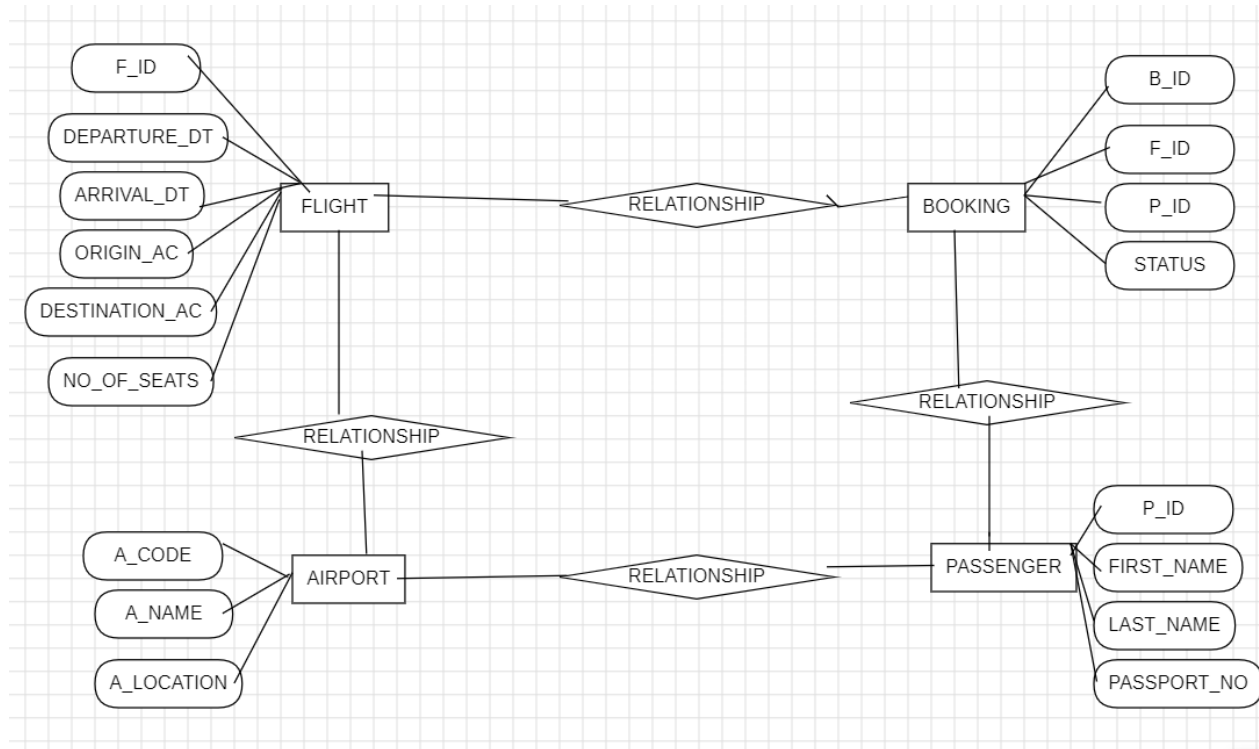 F_ID
DEPARTURE_DT
ARRIVAL_DT
ORIGIN_AC
DESTINATION_AC
NO_OF_SEATS
FLIGHT
RELATIONSHIP
BOOKING
B_ID
F_ID
P_ID
STATUS
RELATIONSHIP
RELATIONSHIP
A_CODE
A_NAME
A_LOCATION
AIRPORT
RELATIONSHIP
PASSENGER
P_ID
FIRST_NAME
LAST_NAME
PASSPORT_NO